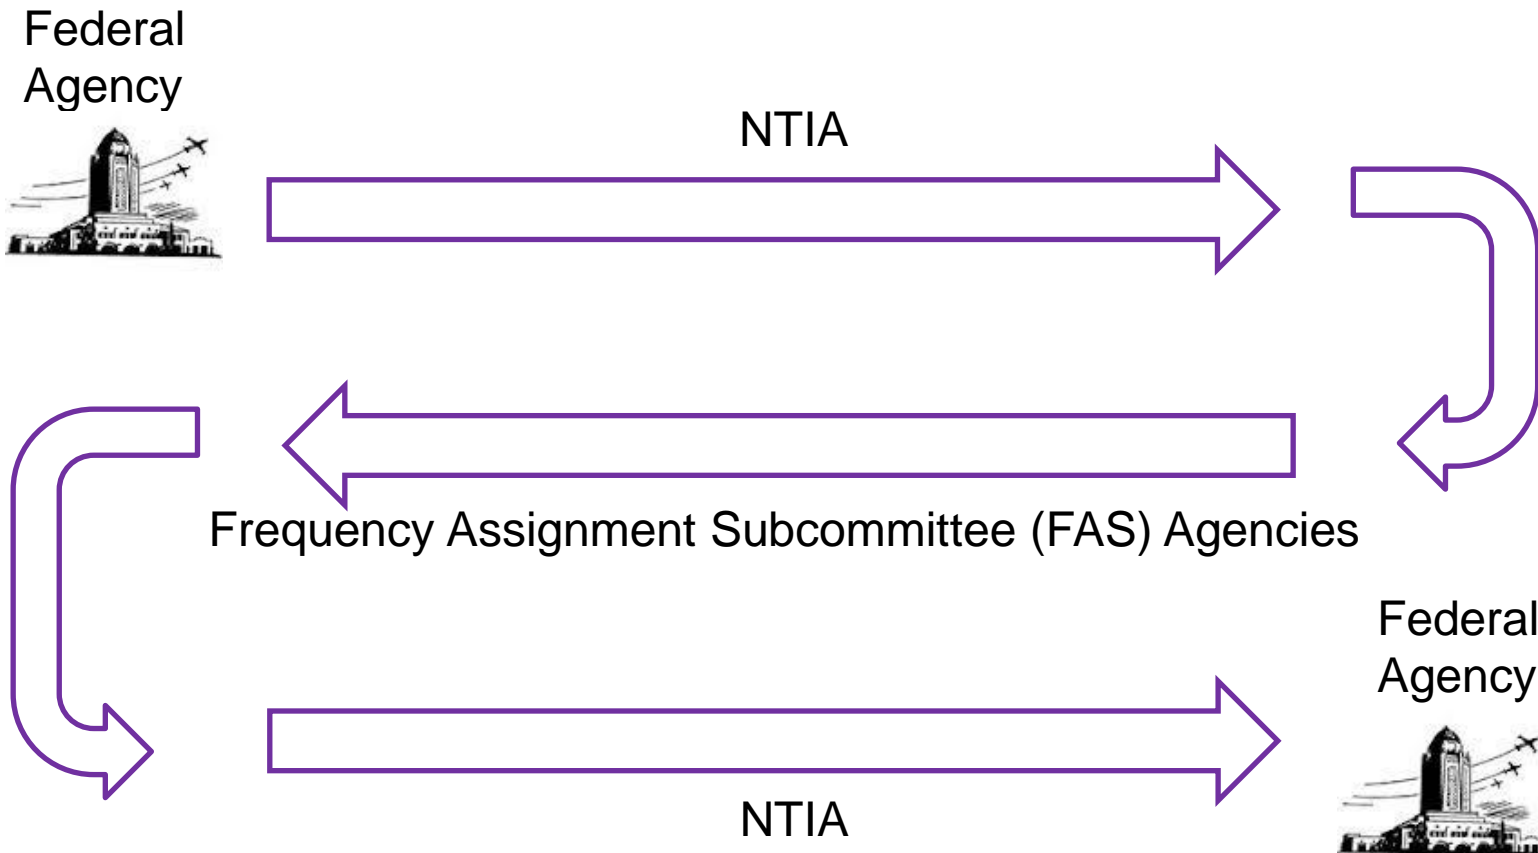 Federal
Agency
NTIA
Frequency Assignment Subcommittee (FAS) Agencies
Federal
Agency
NTIA